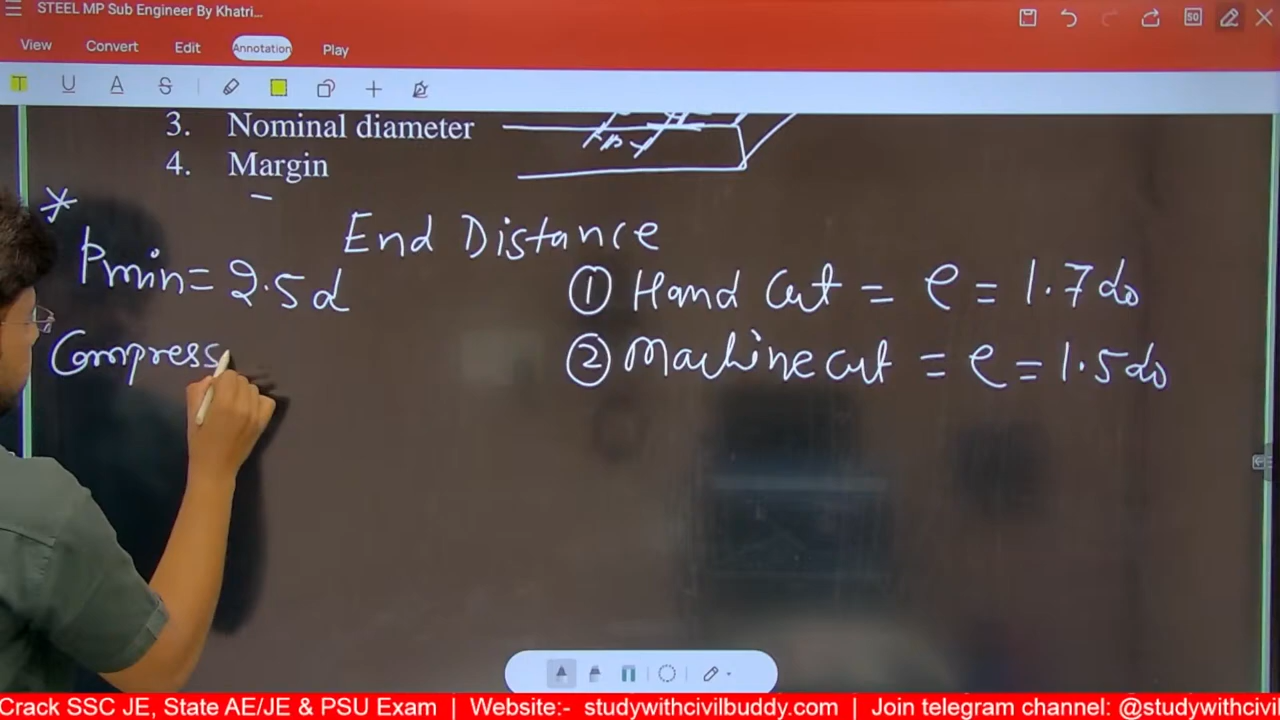 STEEL MP Sub Engineer By Khatri...
50
View Convert Edit Annotation Play
T U A S
3. Nominal diameter
4. Margin
End Distance
Pmin = 2.5d
① Hand Cut = e = 1.7do
Compress
② Machine cut = e = 1.5do
Crack SSC JE, State AE/JE & PSU Exam | Website:- studywithcivilbuddy.com | Join telegram channel: @studywithcivi